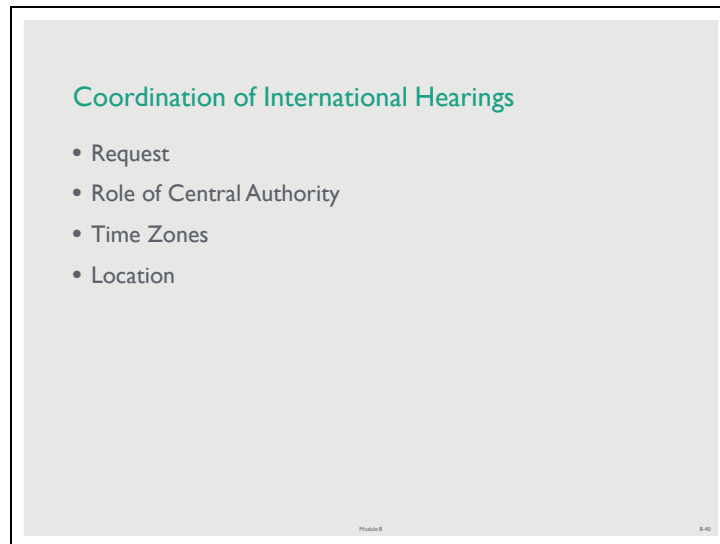 Coordination of International Hearings
• Request
• Role of Central Authority
• Time Zones
• Location
Module 8 8-40